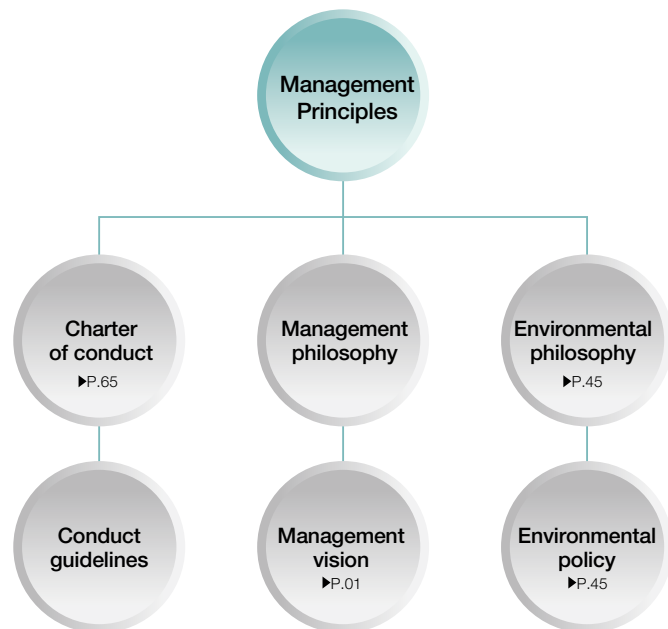 Management
Principles
Charter
of conduct
▶P.65
Management
philosophy
Environmental
philosophy
▶P.45
Conduct
guidelines
Management
vision
▶P.01
Environmental
policy
▶P.45